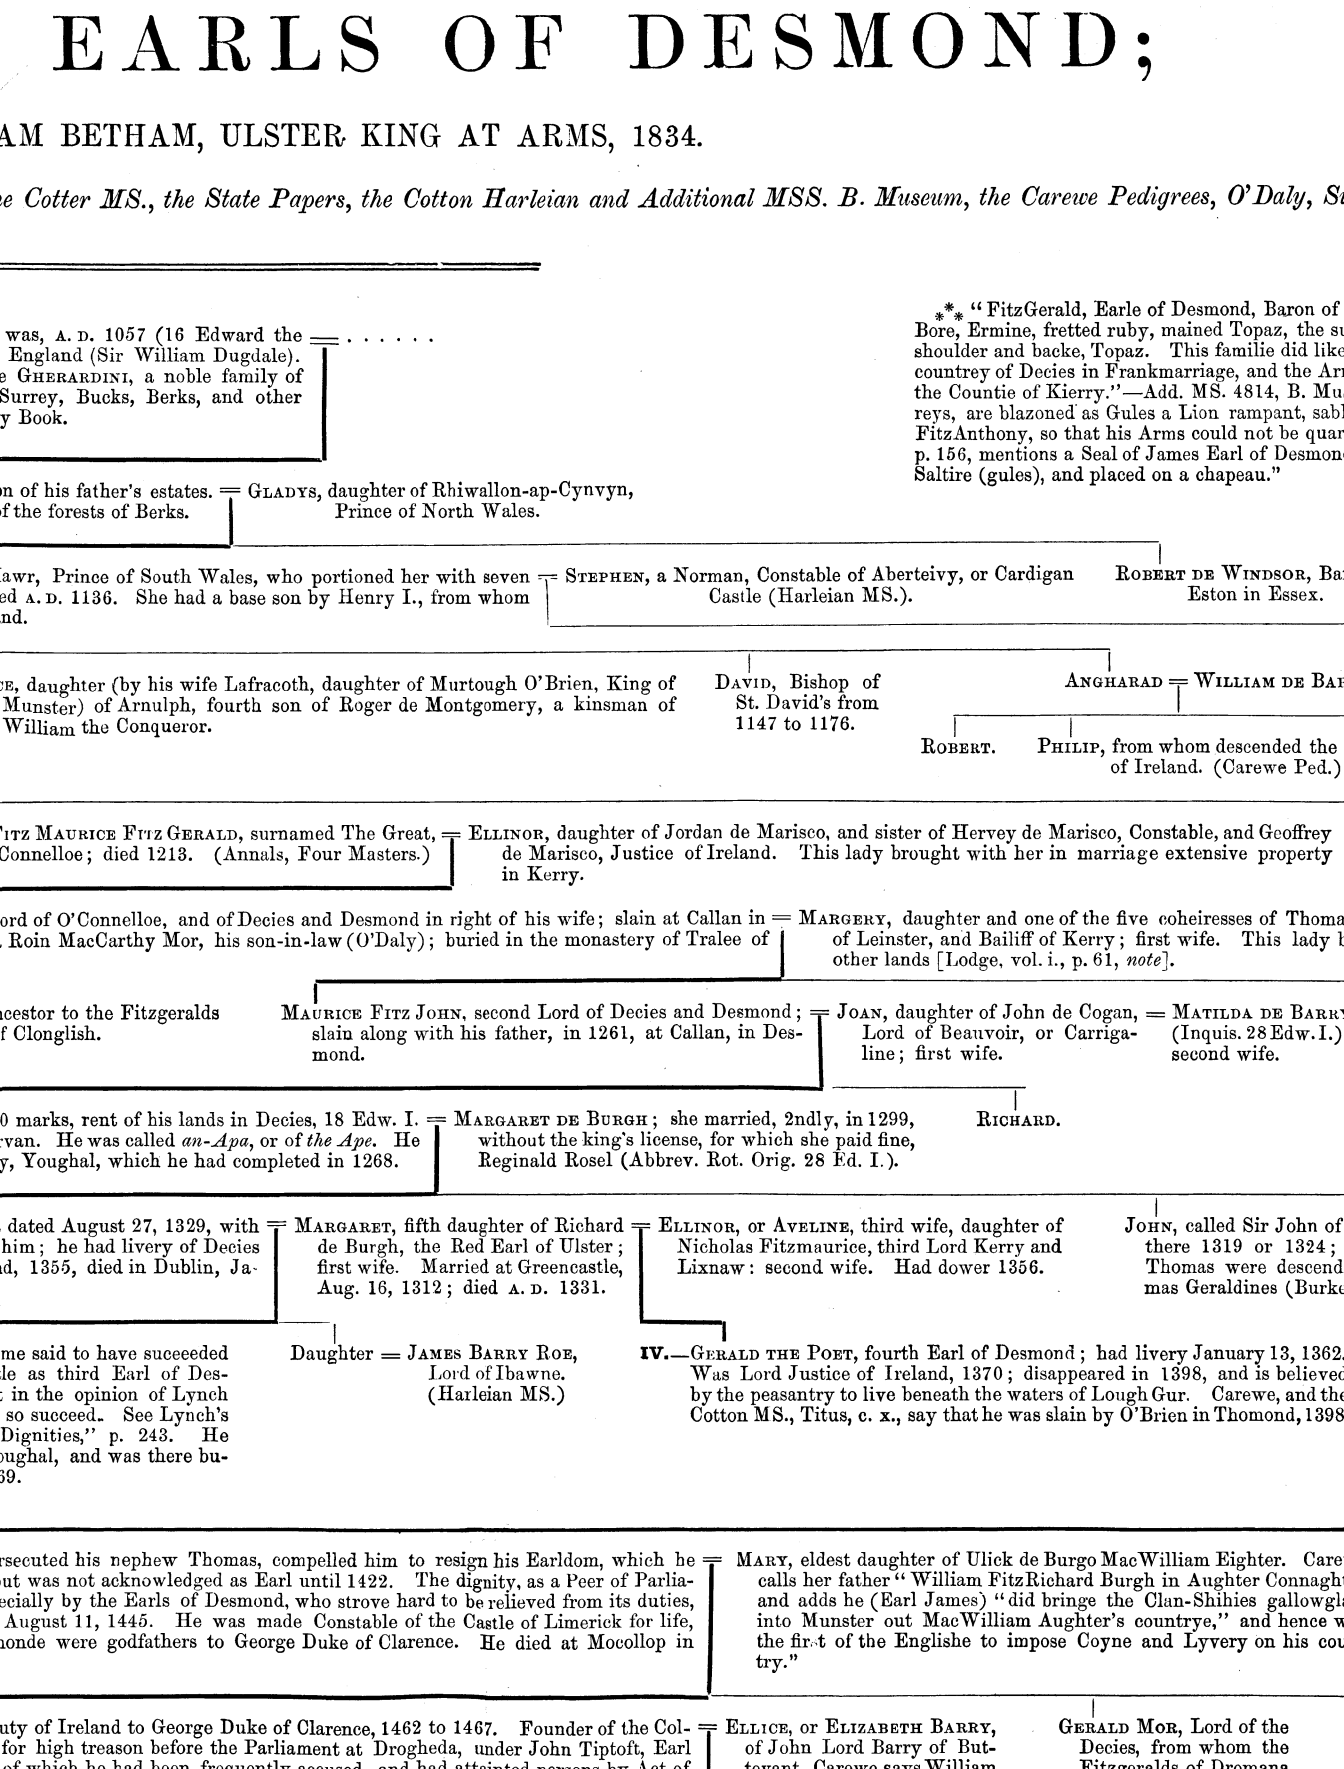 EARLS OF DESMOND;
AM BETHAM, ULSTER KING AT ARMS, 1834.
e Cotter MS., the State Papers, the Cotton Harleian and Additional MSS. B. Museum, the Carewe Pedigrees, O'Daly,
was, A. D. 1057 (16 Edward the = . . . . . .
England (Sir William Dugdale).
e GHERARDINI, a noble family of
Surrey, Bucks, Berks, and other
y Book.
⁎⁎⁎ "FitzGerald, Earle of Desmond, Baron of
Bore, Ermine, fretted ruby, mained Topaz, the
shoulder and backe, Topaz. This familie did like
countrey of Decies in Frankmarriage, and the
the Countie of Kierry."—Add. MS. 4814, B.
reys, are blazoned as Gules a Lion rampant,
FitzAnthony, so that his Arms could not be
p. 156, mentions a Seal of James Earl of
Saltire (gules), and placed on a chapeau."
on of his father's estates. = GLADYS, daughter of Rhiwallon-ap-Cynvyn,
of the forests of Berks. Prince of North Wales.
awr, Prince of South Wales, who portioned her with seven = STEPHEN, a Norman, Constable of Aberteivy, or Cardigan
ed A. D. 1136. She had a base son by Henry I., from whom Castle (Harleian MS.).
nd.
ROBERT DE WINDSOR,
Eston in Essex.
CE, daughter (by his wife Lafracoth, daughter of Murtough O'Brien, King of
Munster) of Arnulph, fourth son of Roger de Montgomery, a kinsman of
William the Conqueror.
DAVID, Bishop of
St. David's from
1147 to 1176.
ANGHARAD = WILLIAM DE
ROBERT.
PHILIP, from whom descended the
of Ireland. (Carewe Ped.)
FITZ MAURICE FITZ GERALD, surnamed The Great, = ELLINOR, daughter of Jordan de Marisco, and sister of Hervey de Marisco, Constable, and Geoffrey
Connelloe; died 1213. (Annals, Four Masters.) de Marisco, Justice of Ireland. This lady brought with her in marriage extensive property
in Kerry.
ord of O'Connelloe, and of Decies and Desmond in right of his wife; slain at Callan in = MARGERY, daughter and one of the five coheiresses of
Roin MacCarthy Mor, his son-in-law (O'Daly); buried in the monastery of Tralee of of Leinster, and Bailiff of Kerry; first wife. This lady
other lands [Lodge, vol. i., p. 61, note].
ncestor to the Fitzgeralds
f Clonglish.
MAURICE FITZ JOHN, second Lord of Decies and Desmond; =
slain along with his father, in 1261, at Callan, in Des-
mond.
JOAN, daughter of John de Cogan, =
Lord of Beauvoir, or Carriga-
line; first wife.
MATILDA DE BARRY
(Inquis. 28 Edw. I.)
second wife.
0 marks, rent of his lands in Decies, 18 Edw. I. =
rvan. He was called an-Apa, or of the Ape. He
y, Youghal, which he had completed in 1268.
MARGARET DE BURGH; she married, 2ndly, in 1299,
without the king's license, for which she paid fine,
Reginald Rosel (Abbrev. Rot. Orig. 28 Ed. I.).
RICHARD.
dated August 27, 1329, with =
him; he had livery of Decies
nd, 1355, died in Dublin, Ja-
MARGARET, fifth daughter of Richard =
de Burgh, the Red Earl of Ulster;
first wife. Married at Greencastle,
Aug. 16, 1312; died A. D. 1331.
ELLINOR, or AVELINE, third wife, daughter of
Nicholas Fitzmaurice, third Lord Kerry and
Lixnaw: second wife. Had dower 1356.
JOHN, called Sir John of
there 1319 or 1324;
Thomas were
mas Geraldines
me said to have suceeeded
le as third Earl of Des-
t in the opinion of Lynch
so succeed. See Lynch's
Dignities," p. 243. He
oughal, and was there bu-
69.
Daughter = JAMES BARRY ROE,
Lord of Ibawne.
(Harleian MS.)
IV.—GERALD THE POET, fourth Earl of Desmond; had livery January 13, 1362.
Was Lord Justice of Ireland, 1370; disappeared in 1398, and is believed
by the peasantry to live beneath the waters of Lough Gur. Carewe, and the
Cotton MS., Titus, c. x., say that he was slain by O'Brien in Thomond, 1398
rsecuted his nephew Thomas, compelled him to resign his Earldom, which he =
ut was not acknowledged as Earl until 1422. The dignity, as a Peer of Parlia-
ecially by the Earls of Desmond, who strove hard to be relieved from its duties,
August 11, 1445. He was made Constable of the Castle of Limerick for life,
monde were godfathers to George Duke of Clarence. He died at Mocollop in
MARY, eldest daughter of Ulick de Burgo MacWilliam Eighter.
calls her father "William FitzRichard Burgh in Aughter
and adds he (Earl James) "did bringe the Clan-Shihies
into Munster out MacWilliam Aughter's countrye," and hence
the first of the Englishe to impose Coyne and Lyvery on his cou
try."
uty of Ireland to George Duke of Clarence, 1462 to 1467. Founder of the Col- =
for high treason before the Parliament at Drogheda, under John Tiptoft, Earl
of which he had been frequently accused, and had attainted persons by Act of
ELLICE, or ELIZABETH BARRY,
of John Lord Barry of But-
tevant. Carewe says William
GERALD MOR, Lord of the
Decies, from whom the
Fitzgeralds of Dromana